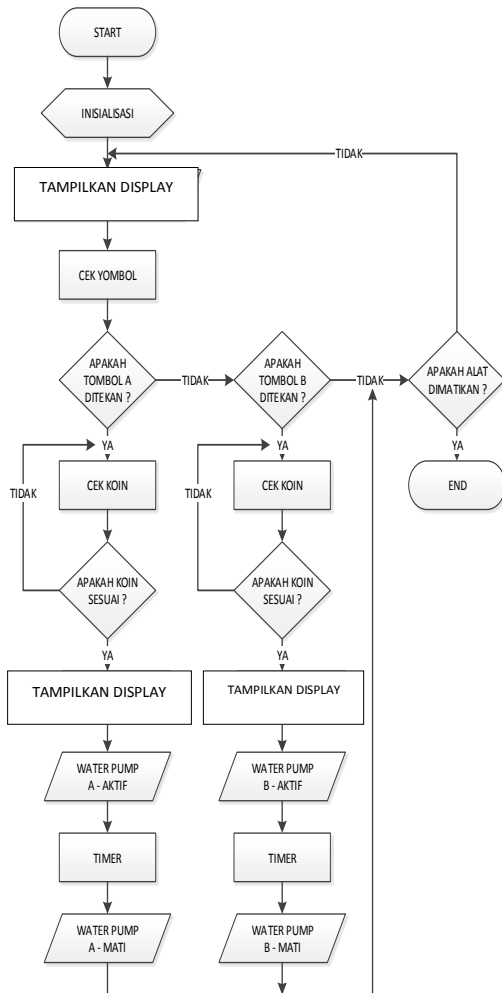 START
INISIALISASI
TIDAK
TAMPILKAN DISPLAY
CEK YOMBOL
APAKAH
TOMBOL A
DITEKAN ?
TIDAK
APAKAH
TOMBOL B
DITEKAN ?
TIDAK
APAKAH ALAT
DIMATIKAN ?
YA
YA
YA
TIDAK
CEK KOIN
TIDAK
CEK KOIN
END
APAKAH KOIN
SESUAI ?
APAKAH KOIN
SESUAI ?
YA
YA
TAMPILKAN DISPLAY
TAMPILKAN DISPLAY
WATER PUMP
A - AKTIF
WATER PUMP
B - AKTIF
TIMER
TIMER
WATER PUMP
A - MATI
WATER PUMP
B - MATI